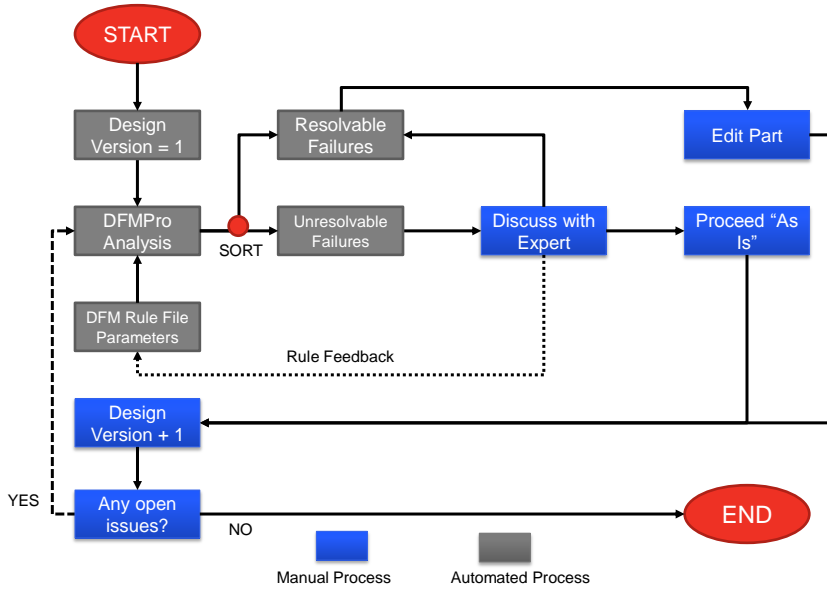 START
Design
Version = 1
Resolvable
Failures
Edit Part
DFMPro
Analysis
SORT
Unresolvable
Failures
Discuss with
Expert
Proceed “As
Is”
DFM Rule File
Parameters
Rule Feedback
Design
Version + 1
YES
Any open
issues?
NO
END
Manual Process
Automated Process